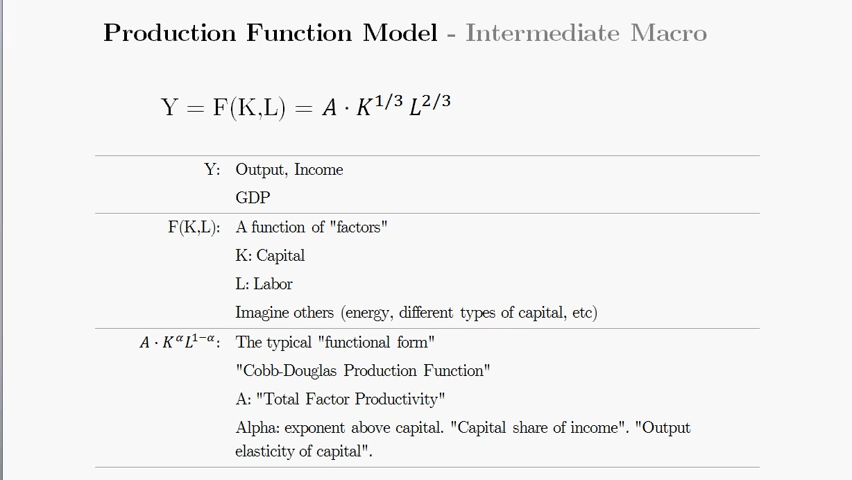 Production Function Model - Intermediate Macro
Y = F(K,L) = A · K^{1/3} L^{2/3}
Y: Output, Income
GDP
F(K,L): A function of "factors"
K: Capital
L: Labor
Imagine others (energy, different types of capital, etc)
A · K^α L^{1−α}: The typical "functional form"
"Cobb-Douglas Production Function"
A: "Total Factor Productivity"
Alpha: exponent above capital. "Capital share of income". "Output
elasticity of capital".